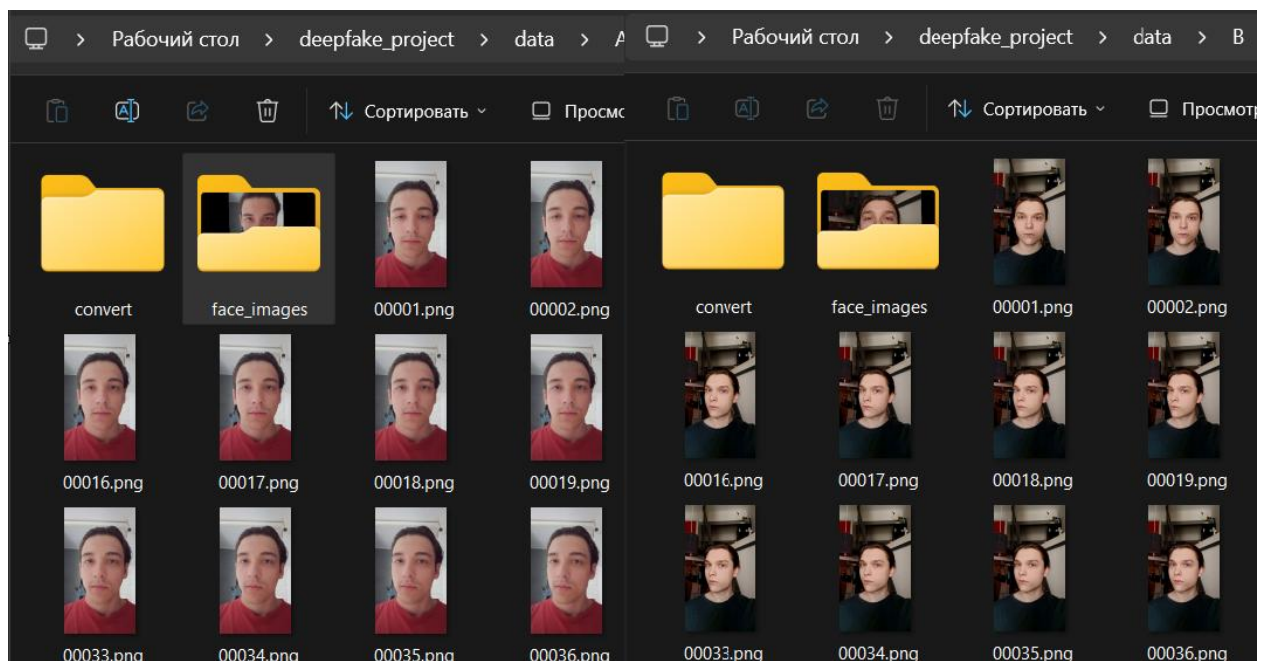 > Рабочий стол > deepfake_project > data > A
Сортировать
convert
face_images
00001.png
00002.png
00016.png
00017.png
00018.png
00019.png
00033.png
00034.png
00035.png
00036.png
> Рабочий стол > deepfake_project > data > B
Сортировать
convert
face_images
00001.png
00002.png
00016.png
00017.png
00018.png
00019.png
00033.png
00034.png
00035.png
00036.png